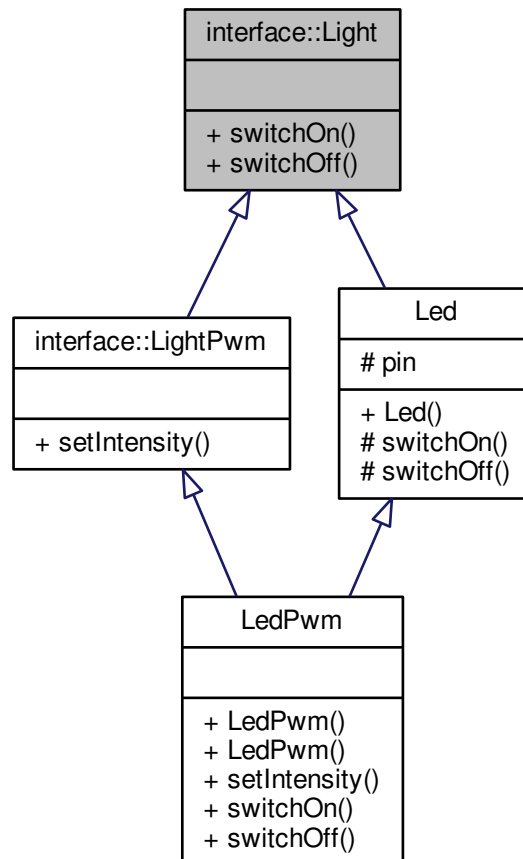 interface::Light
+ switchOn()
+ switchOff()
interface::LightPwm
+ setIntensity()
Led
# pin
+ Led()
# switchOn()
# switchOff()
LedPwm
+ LedPwm()
+ LedPwm()
+ setIntensity()
+ switchOn()
+ switchOff()